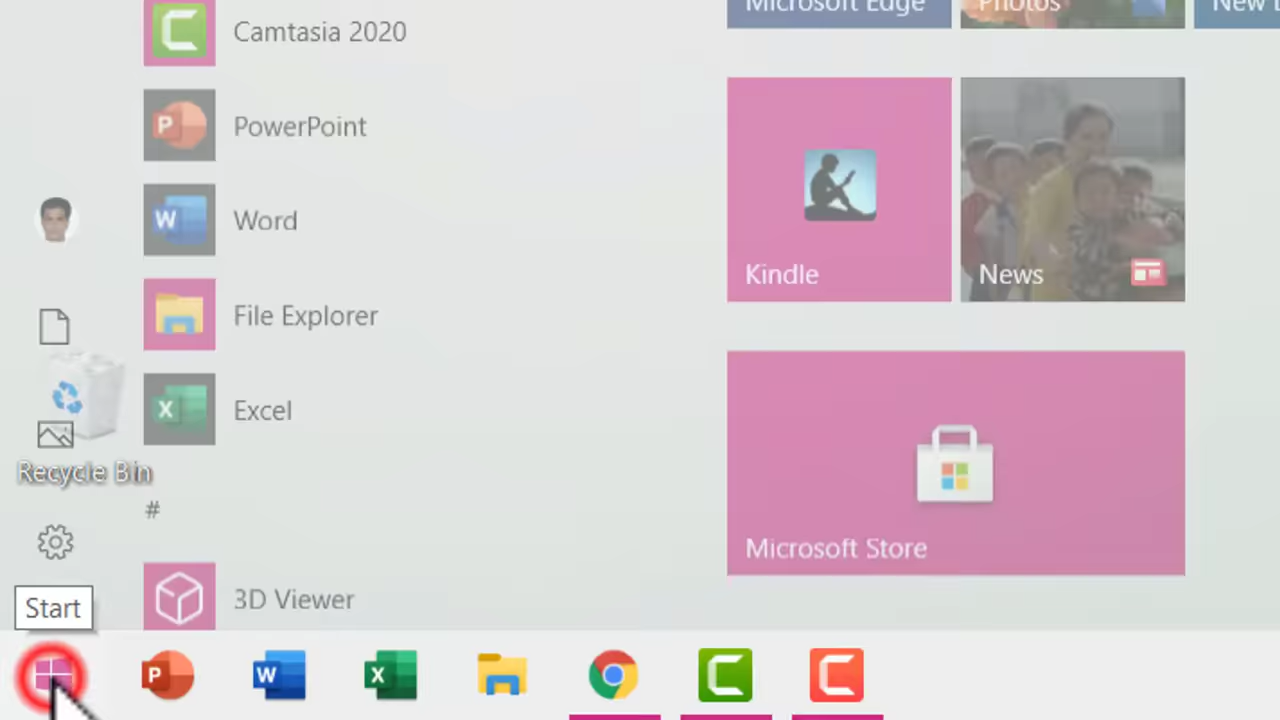 Camtasia 2020
PowerPoint
Word
File Explorer
Excel
#
3D Viewer
Recycle Bin
Start
Microsoft Edge
Photos
New
Kindle
News
Microsoft Store